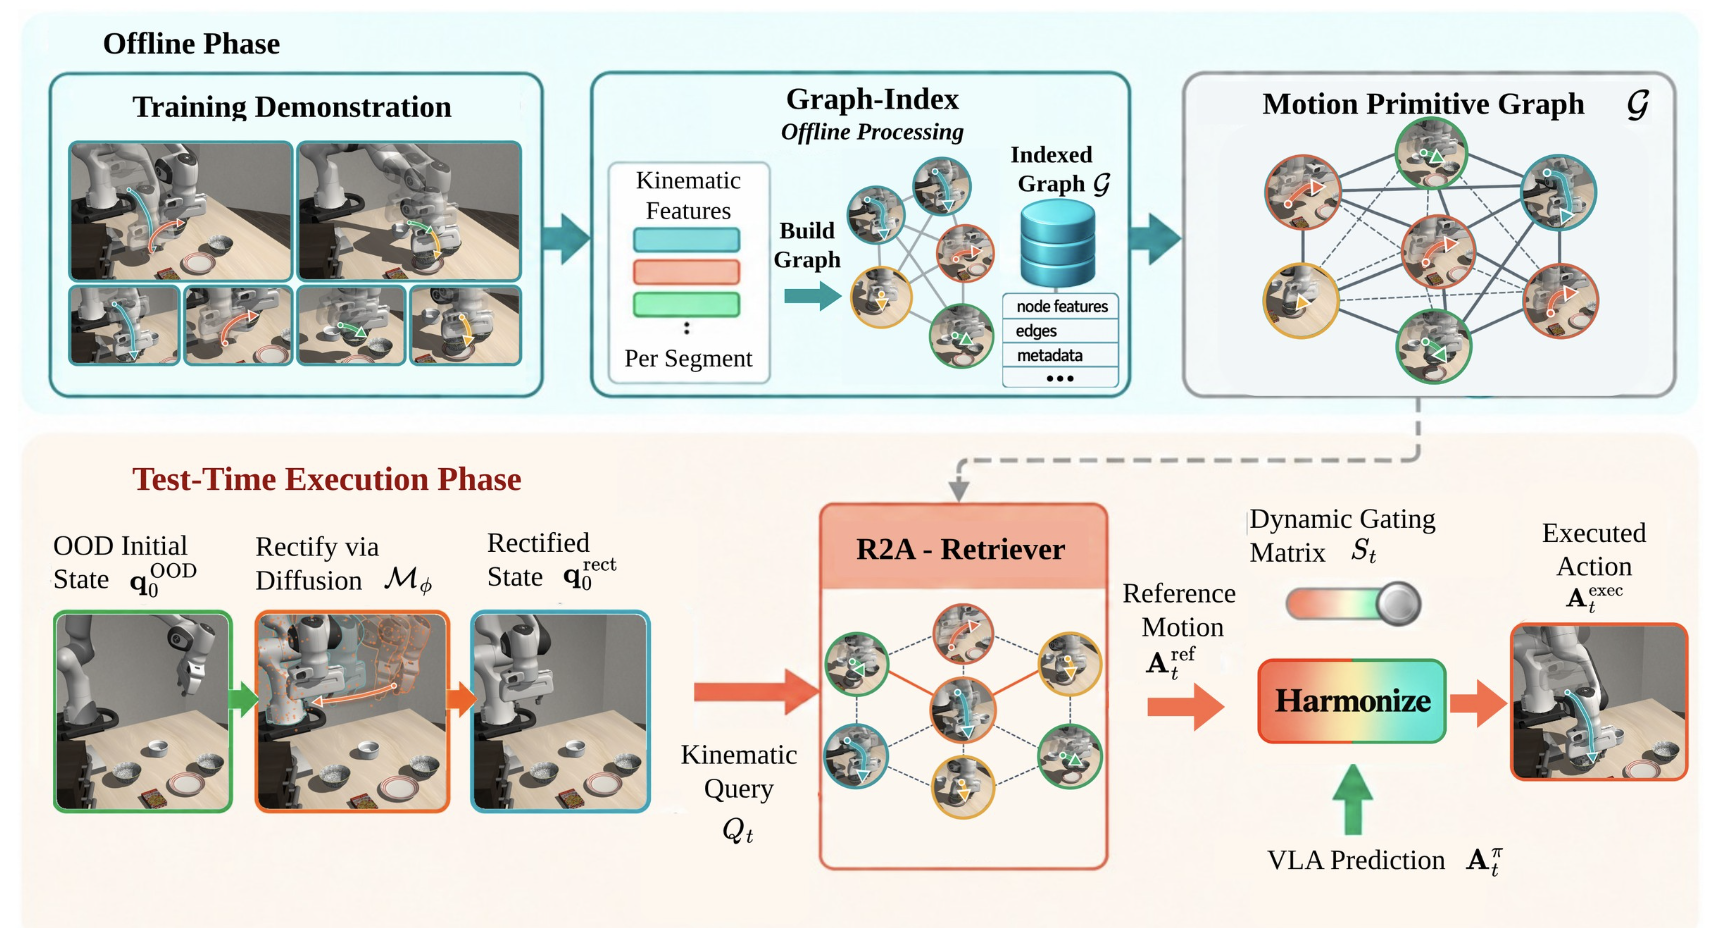 Offline Phase
Training Demonstration
Graph-Index
Offline Processing
Kinematic
Features
:
Per Segment
Build
Graph
Indexed
Graph 𝒢
node features
edges
metadata
•••
Motion Primitive Graph 𝒢
Test-Time Execution Phase
OOD Initial
State q₀^OOD
Rectify via
Diffusion ℳ_ϕ
Rectified
State q₀^rect
Kinematic
Query
Q_t
R2A - Retriever
Reference
Motion
A_t^ref
Dynamic Gating
Matrix S_t
Harmonize
VLA Prediction A_t^π
Executed
Action
A_t^exec